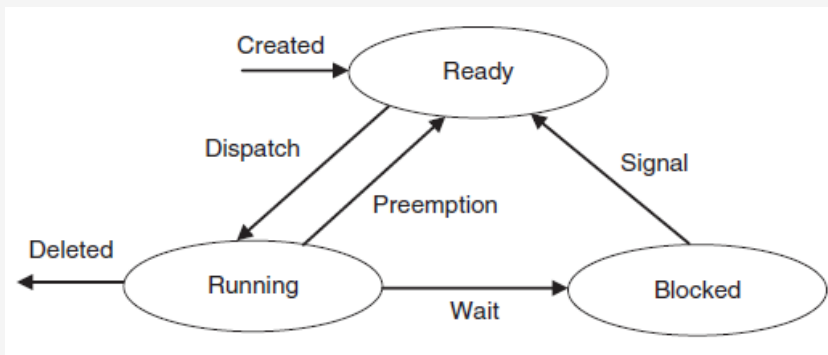 Created
Ready
Dispatch
Signal
Preemption
Deleted
Running
Blocked
Wait